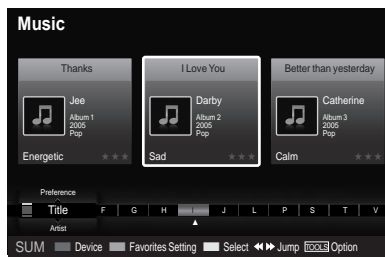 Music
Thanks
I Love You
Better than yesterday
Jee
Album 1
2005
Pop
Energetic
Darby
Album 2
2005
Pop
Sad
Catherine
Album 3
2005
Pop
Calm
Preference
Title
Artist
F G H I J L P S T V
SUM Device Favorites Setting Select Jump TOOLS Option